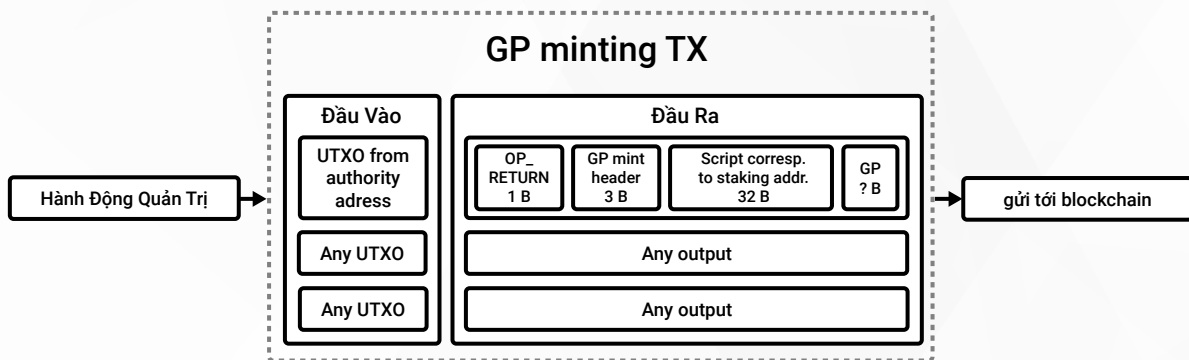 GP minting TX
Hành Động Quản Trị
Đầu Vào
UTXO from
authority
adress
Any UTXO
Any UTXO
Đầu Ra
OP_
RETURN
1 B
GP mint
header
3 B
Script corresp.
to staking addr.
32 B
GP
? B
Any output
Any output
gửi tới blockchain